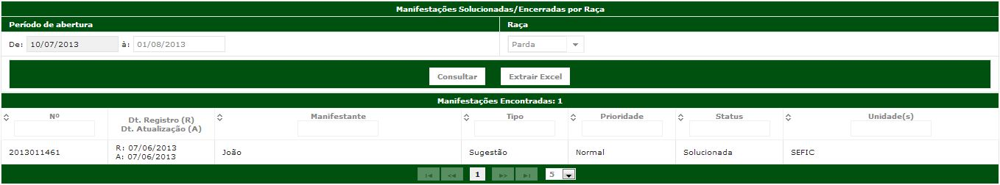 Manifestações Solucionadas/Encerradas por Raça
Período de abertura Raça
De: 10/07/2013 à: 01/08/2013 Parda
Consultar Extrair Excel
Manifestações Encontradas: 1
Nº Dt. Registro (R) Manifestante Tipo Prioridade Status Unidade(s)
Dt. Atualização (A)
2013011461 R: 07/06/2013 João Sugestão Normal Solucionada SEFIC
A: 07/06/2013
1 5